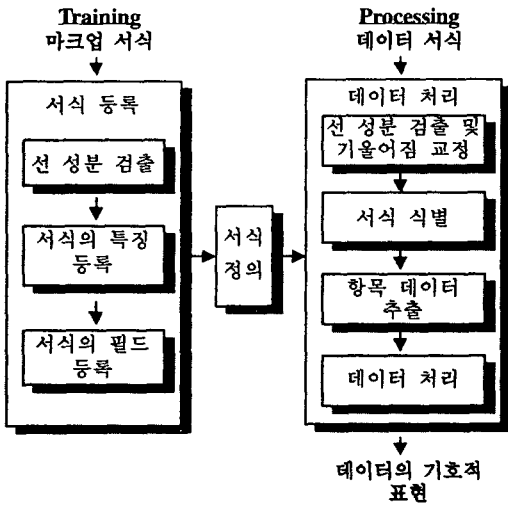 Training
마크업 서식
서식 등록
선 성분 검출
서식의 특징
등록
서식의 필드
등록
서식
정의
Processing
데이터 서식
데이터 처리
선 성분 검출 및
기울어짐 교정
서식 식별
항목 데이터
추출
데이터 처리
데이터의 기호적
표현